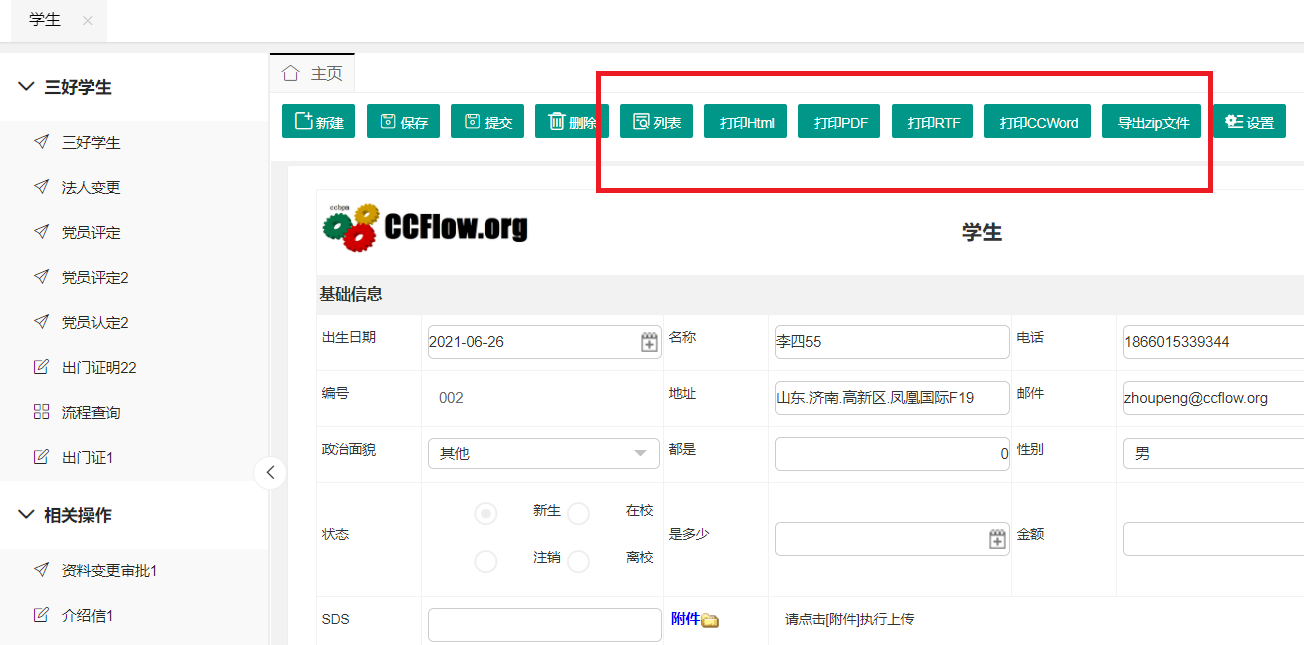 学生
三好学生
三好学生
法人变更
党员评定
党员评定2
党员认定2
出门证明22
流程查询
出门证1
相关操作
资料变更审批1
介绍信1
主页
新建 保存 提交 删除 列表 打印Html 打印PDF 打印RTF 打印CCWord 导出zip文件 设置
ccbpm
CCFlow.org
学生
基础信息
出生日期 2021-06-26 名称 李四55 电话 1866015339344
编号 002 地址 山东.济南.高新区.凤凰国际F19 邮件 zhoupeng@ccflow.org
政治面貌 其他 都是 0 性别 男
状态 新生 在校 注销 离校 是多少 金额
SDS 附件 请点击[附件]执行上传